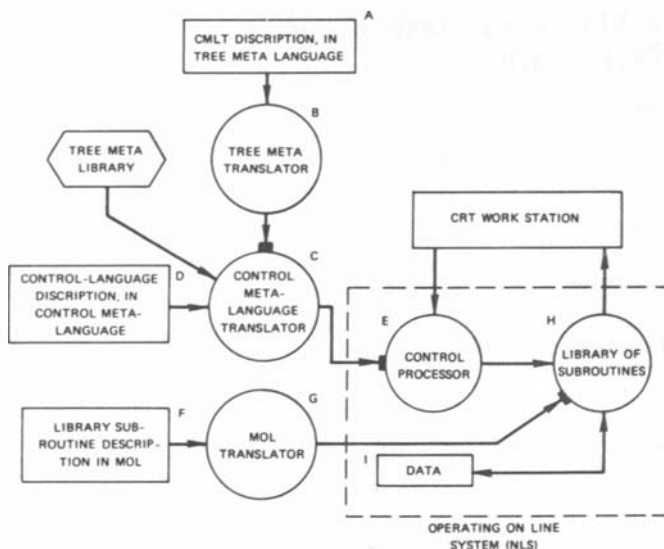 A
CMLT DISCRIPTION, IN
TREE META LANGUAGE
B
TREE META
TRANSLATOR
TREE META
LIBRARY
C
CONTROL
META-
LANGUAGE
TRANSLATOR
D
CONTROL-LANGUAGE
DISCRIPTION, IN
CONTROL META-
LANGUAGE
CRT WORK STATION
E
CONTROL
PROCESSOR
H
LIBRARY OF
SUBROUTINES
F
LIBRARY SUB-
ROUTINE DESCRIP-
TION IN MOL
G
MOL
TRANSLATOR
I
DATA
OPERATING ON LINE
SYSTEM (NLS)